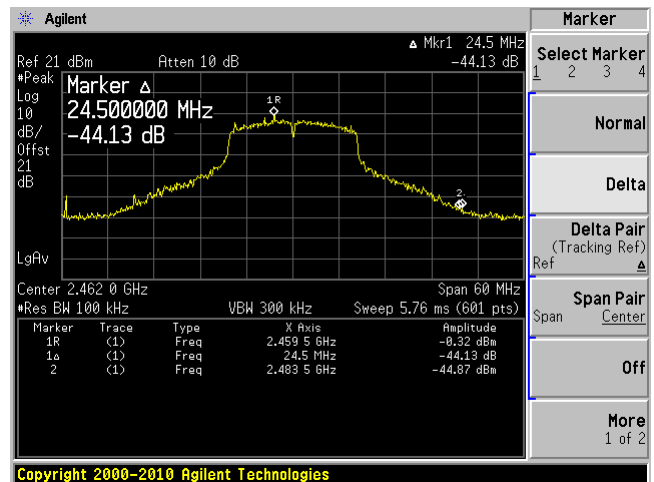 Agilent
Marker
Δ Mkr1 24.5 MHz
Ref 21 dBm Atten 10 dB -44.13 dB
#Peak
Log
10
dB/
Offst
21
dB
LgAv
Marker Δ
24.500000 MHz
-44.13 dB
1R
2
Center 2.462 0 GHz Span 60 MHz
#Res BW 100 kHz VBW 300 kHz Sweep 5.76 ms (601 pts)
Marker Trace Type X Axis Amplitude
1R (1) Freq 2.459 5 GHz -0.32 dBm
1Δ (1) Freq 24.5 MHz -44.13 dB
2 (1) Freq 2.483 5 GHz -44.87 dBm
Copyright 2000-2010 Agilent Technologies
Select Marker
1 2 3 4
Normal
Delta
Delta Pair
(Tracking Ref)
Ref Δ
Span Pair
Span Center
Off
More
1 of 2